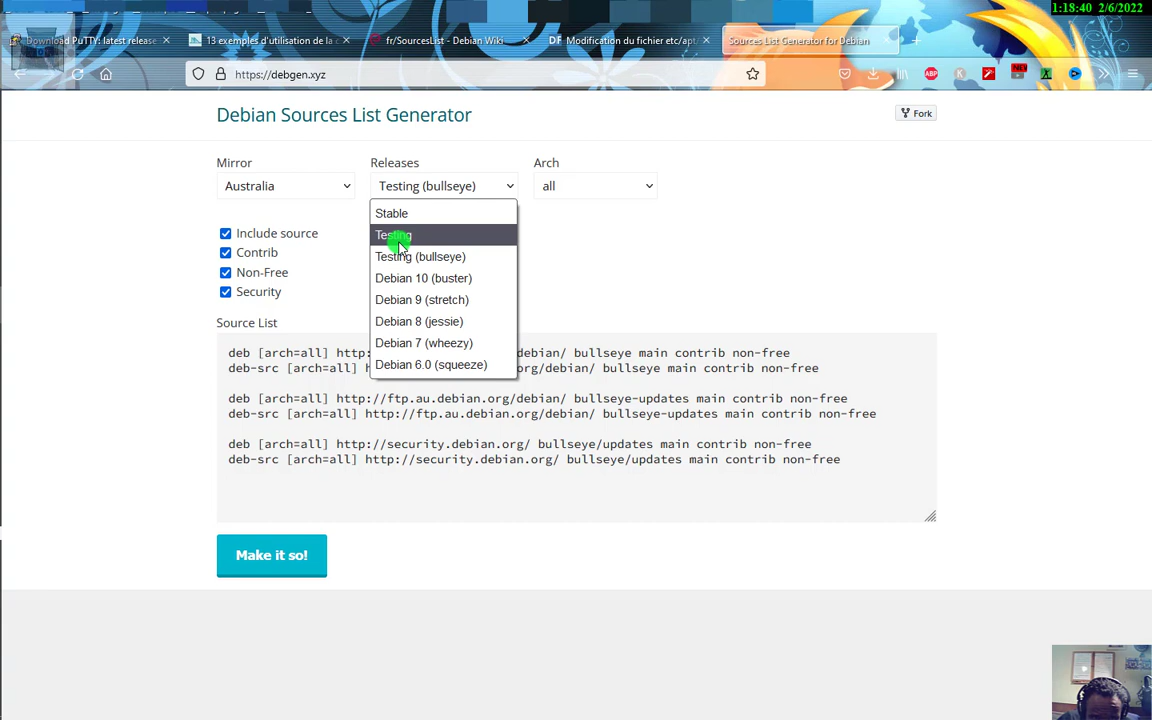 1:18:40 2/6/2022
Download PuTTY: latest release
13 exemples d'utilisation de la c
fr/SourcesList - Debian Wiki
DF Modification du fichier etc/apt/
Sources List Generator for Debian
https://debgen.xyz
ABP
Debian Sources List Generator
Fork
Mirror Releases Arch
Australia Testing (bullseye) all
Stable
Include source Testing
Contrib Testing (bullseye)
Non-Free Debian 10 (buster)
Security Debian 9 (stretch)
Source List Debian 8 (jessie)
Debian 7 (wheezy)
Debian 6.0 (squeeze)
deb [arch=all] http: debian/ bullseye main contrib non-free
deb-src [arch=all] org/debian/ bullseye main contrib non-free
deb [arch=all] http://ftp.au.debian.org/debian/ bullseye-updates main contrib non-free
deb-src [arch=all] http://ftp.au.debian.org/debian/ bullseye-updates main contrib non-free
deb [arch=all] http://security.debian.org/ bullseye/updates main contrib non-free
deb-src [arch=all] http://security.debian.org/ bullseye/updates main contrib non-free
Make it so!